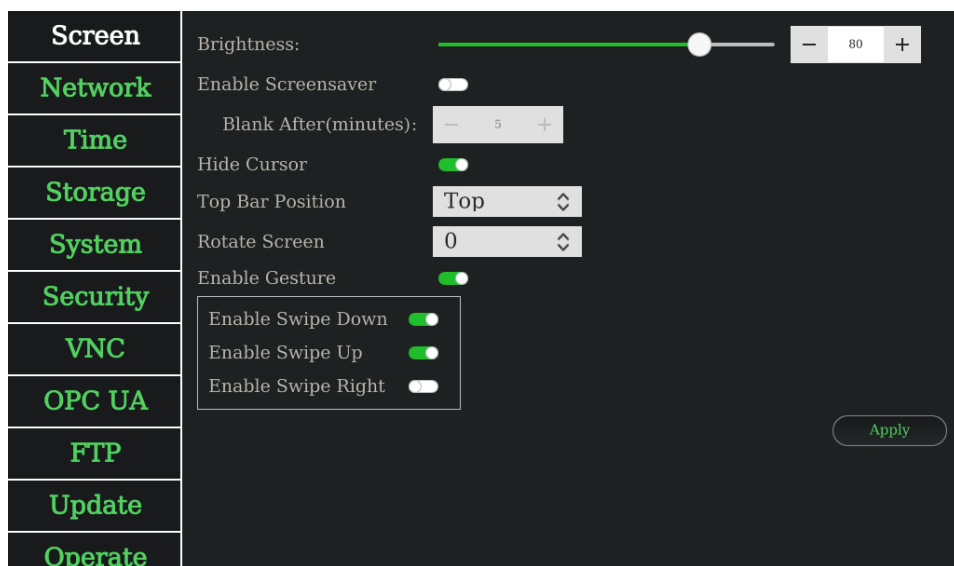 Screen
Network
Time
Storage
System
Security
VNC
OPC UA
FTP
Update
Operate
Brightness: − 80 +
Enable Screensaver
Blank After(minutes): − 5 +
Hide Cursor
Top Bar Position Top
Rotate Screen 0
Enable Gesture
Enable Swipe Down
Enable Swipe Up
Enable Swipe Right
Apply